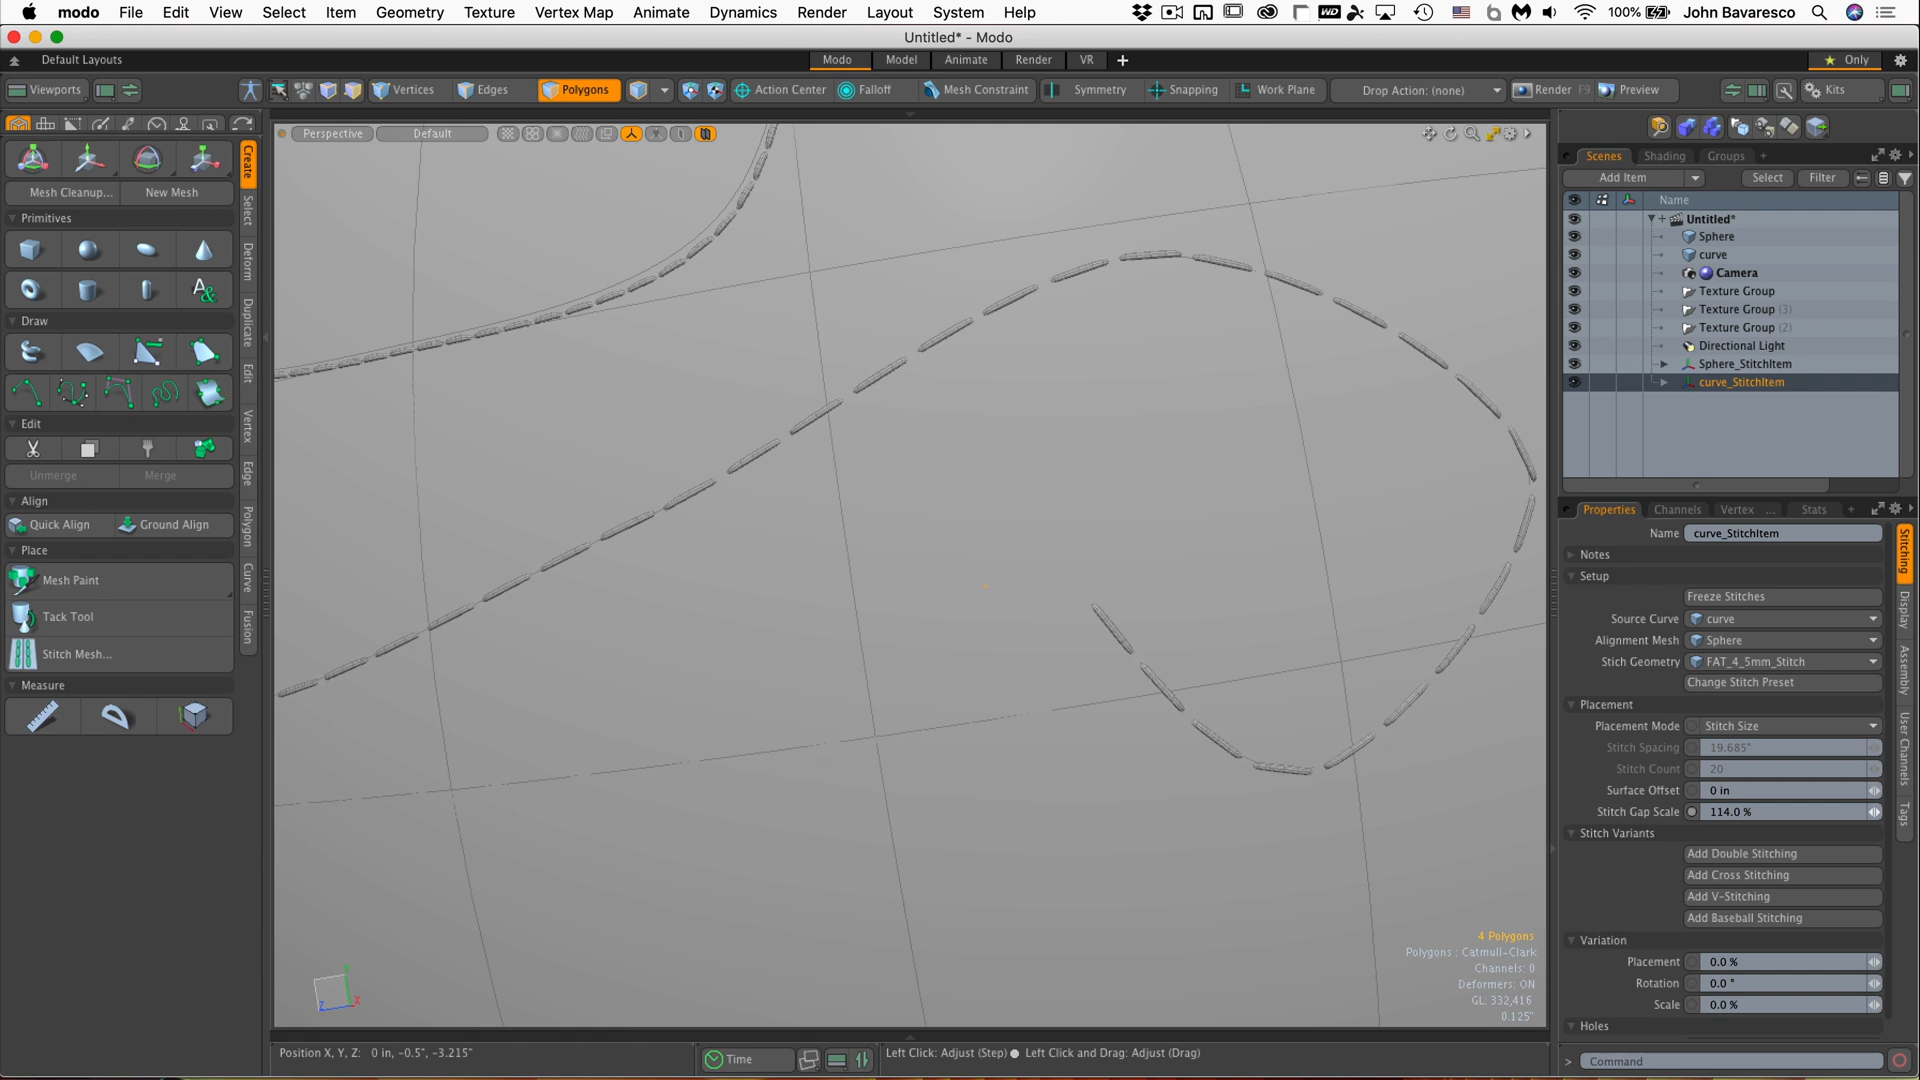 modo File Edit View Select Item Geometry Texture Vertex Map Animate Dynamics Render Layout System Help 100% John Bavaresco
Untitled* - Modo
Default Layouts Modo Model Animate Render VR + Only
Viewports Vertices Edges Polygons Action Center Falloff Mesh Constraint Symmetry Snapping Work Plane Drop Action: (none) Render F9 Preview Kits
Perspective Default
Mesh Cleanup... New Mesh
Primitives
Draw
Edit
Unmerge Merge
Align
Quick Align Ground Align
Place
Mesh Paint
Tack Tool
Stitch Mesh...
Measure
Create
Select
Deform
Duplicate
Edit
Vertex
Edge
Polygon
Curve
Fusion
4 Polygons
Polygons : Catmull-Clark
Channels: 0
Deformers: ON
GL: 332,416
0.125"
Position X, Y, Z: 0 in, -0.5", -3.215"
Time
Left Click: Adjust (Step) ● Left Click and Drag: Adjust (Drag)
Scenes Shading Groups +
Add Item Select Filter
Name
Untitled*
Sphere
curve
Camera
Texture Group
Texture Group (3)
Texture Group (2)
Directional Light
Sphere_StitchItem
curve_StitchItem
Properties Channels Vertex ... Stats +
Name curve_StitchItem
Notes
Setup
Freeze Stitches
Source Curve curve
Alignment Mesh Sphere
Stich Geometry FAT_4_5mm_Stitch
Change Stitch Preset
Placement
Placement Mode Stitch Size
Stitch Spacing 19.685"
Stitch Count 20
Surface Offset 0 in
Stitch Gap Scale 114.0 %
Stitch Variants
Add Double Stitching
Add Cross Stitching
Add V-Stitching
Add Baseball Stitching
Variation
Placement 0.0 %
Rotation 0.0 °
Scale 0.0 %
Holes
Stitching
Display
Assembly
User Channels
Tags
> Command